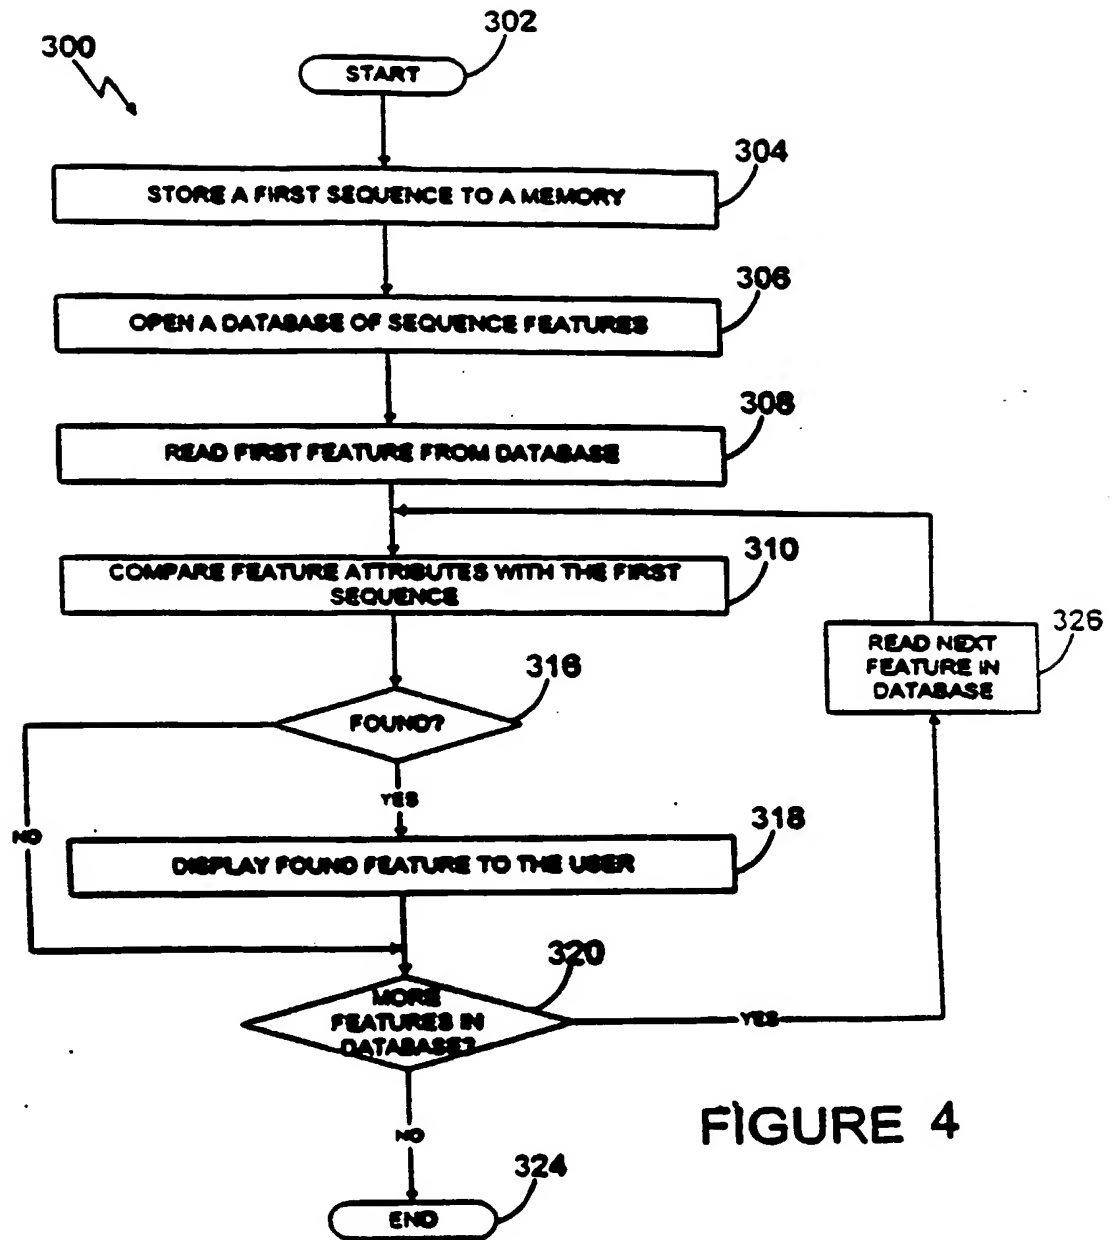 302
300
START
304
STORE A FIRST SEQUENCE TO A MEMORY
306
OPEN A DATABASE OF SEQUENCE FEATURES
308
READ FIRST FEATURE FROM DATABASE
310
COMPARE FEATURE ATTRIBUTES WITH THE FIRST
SEQUENCE
326
READ NEXT
FEATURE IN
DATABASE
316
FOUND?
YES
NO
318
DISPLAY FOUND FEATURE TO THE USER
320
MORE
FEATURES IN
DATABASE?
YES
FIGURE 4
NO
324
END